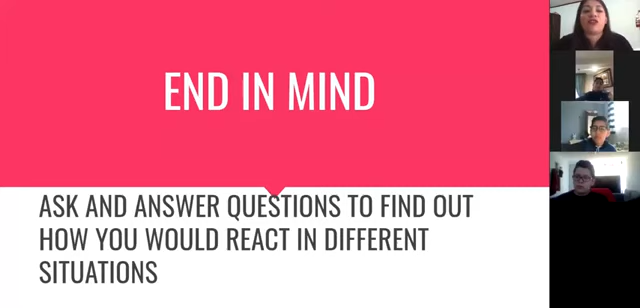 END IN MIND
ASK AND ANSWER QUESTIONS TO FIND OUT
HOW YOU WOULD REACT IN DIFFERENT
SITUATIONS